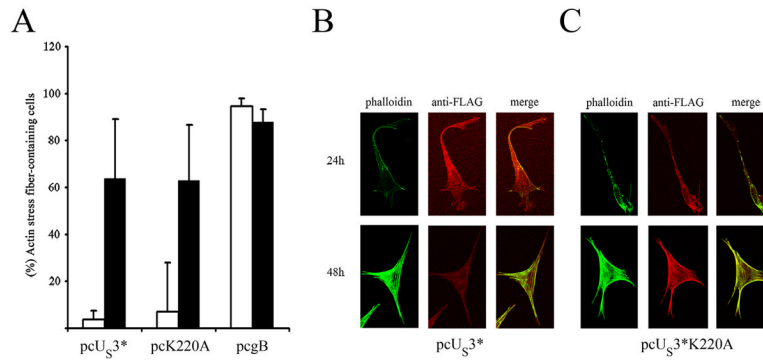 A
B
C
120
100
80
60
40
20
(%) Actin stress fiber-containing cells
pcUS3* pcK220A pcgB
phalloidin anti-FLAG merge
24h
48h
pcUS3*
phalloidin anti-FLAG merge
pcUS3*K220A